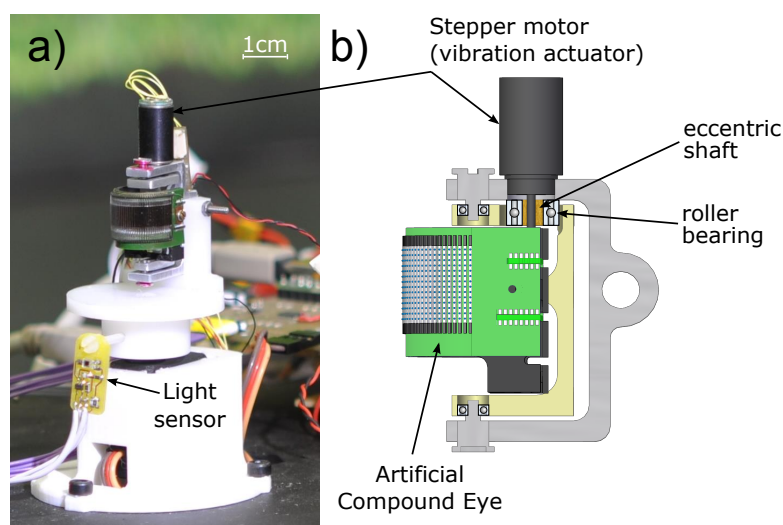 a)
1cm
b)
Stepper motor
(vibration actuator)
eccentric
shaft
roller
bearing
Light
sensor
Artificial
Compound Eye